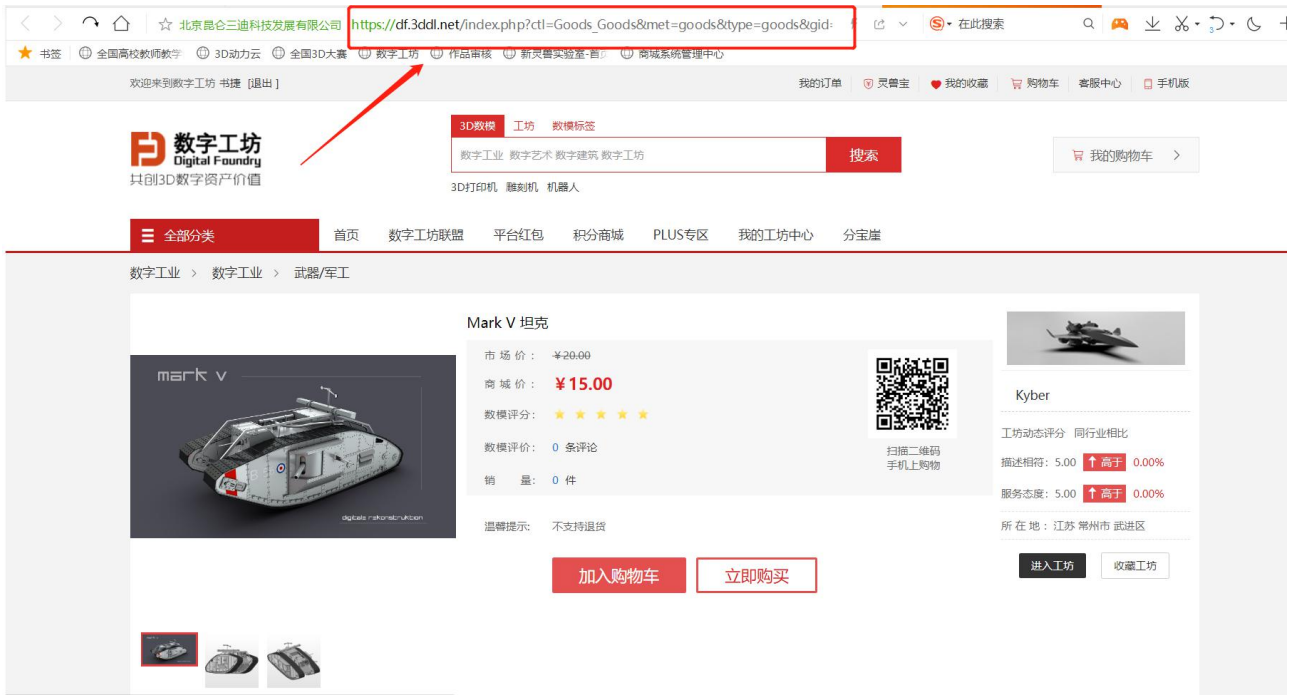 北京昆仑三迪科技发展有限公司 https://df.3ddl.net/index.php?ctl=Goods_Goods&met=goods&type=goods&gid= 在此搜索
书签 全国高校教师教学 3D动力云 全国3D大赛 数字工坊 作品审核 新灵兽实验室-首 商城系统管理中心
欢迎来到数字工坊 书捷 [退出] 我的订单 灵兽宝 我的收藏 购物车 客服中心 手机版
3D数模 工坊 数模标签
数字工坊
Digital Foundry
共创3D数字资产价值
数字工业 数字艺术 数字建筑 数字工坊 搜索 我的购物车
3D打印机 雕刻机 机器人
全部分类 首页 数字工坊联盟 平台红包 积分商城 PLUS专区 我的工坊中心 分宝崖
数字工业 > 数字工业 > 武器/军工
Mark V 坦克
市场价： ¥20.00
商城价： ¥15.00
数模评分：
数模评价： 0 条评论
销 量： 0 件
扫描二维码
手机上购物
温馨提示: 不支持退货
加入购物车 立即购买
mark v
digitale rekonstruktion
Kyber
工坊动态评分 同行业相比
描述相符：5.00 高于 0.00%
服务态度：5.00 高于 0.00%
所 在 地 ：江苏 常州市 武进区
进入工坊 收藏工坊